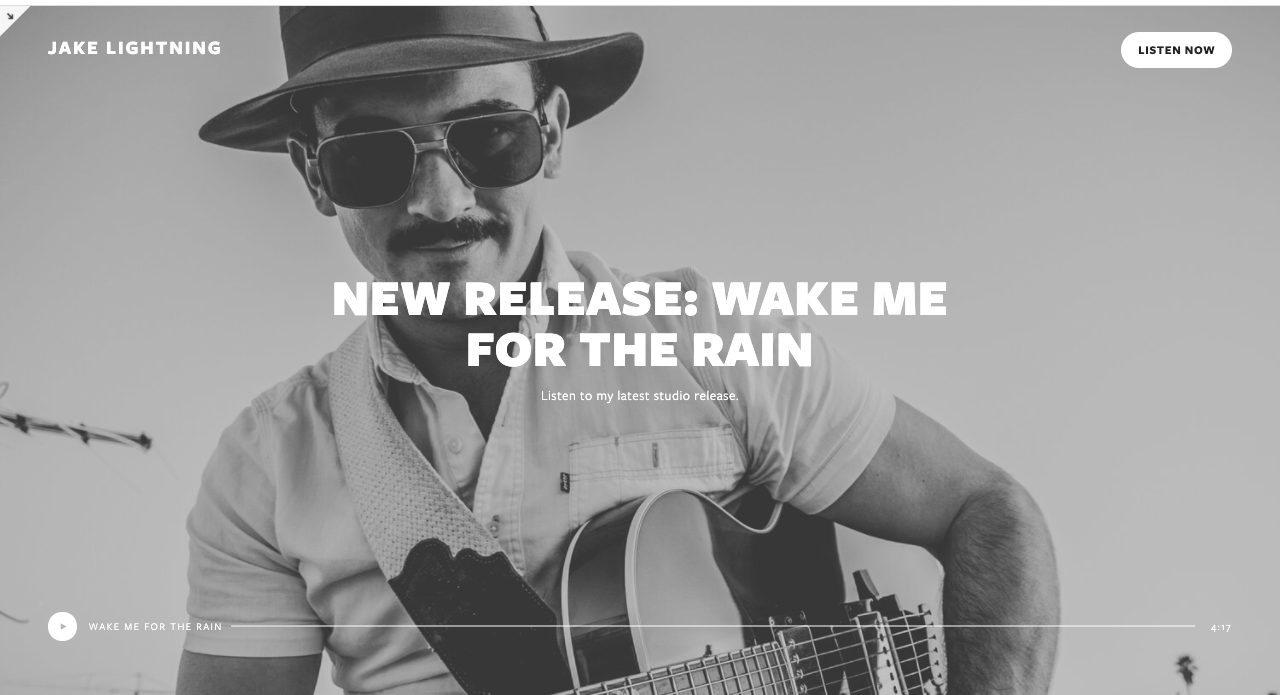 JAKE LIGHTNING
LISTEN NOW
NEW RELEASE: WAKE ME
FOR THE RAIN
Listen to my latest studio release.
WAKE ME FOR THE RAIN
4:17